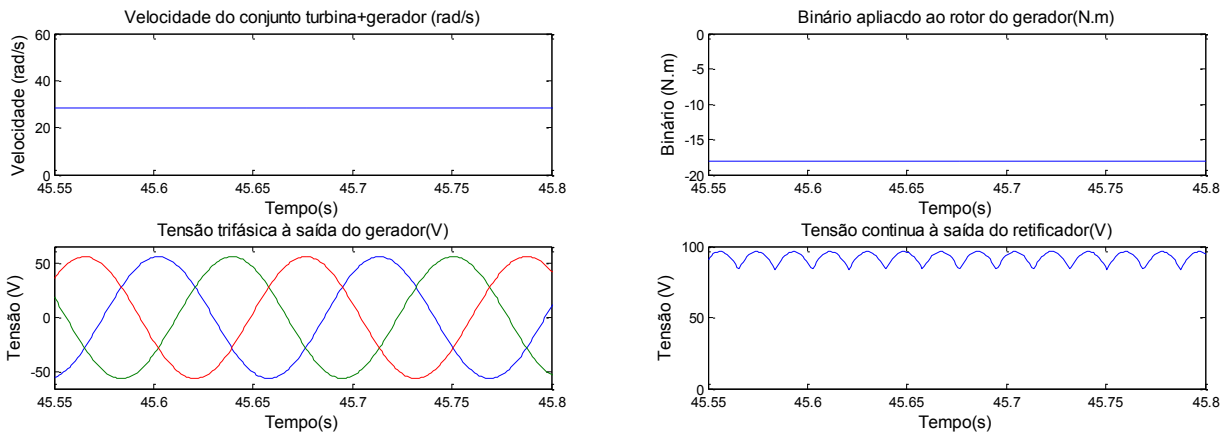 Velocidade do conjunto turbina+gerador (rad/s)
Velocidade (rad/s)
60
40
20
0
45.55 45.6 45.65 45.7 45.75 45.8
Tempo(s)
Binário apliacdo ao rotor do gerador(N.m)
Binário (N.m)
0
-5
-10
-15
-20
45.55 45.6 45.65 45.7 45.75 45.8
Tempo(s)
Tensão trifásica à saída do gerador(V)
Tensão (V)
50
0
-50
45.55 45.6 45.65 45.7 45.75 45.8
Tempo(s)
Tensão continua à saída do retificador(V)
Tensão (V)
100
50
0
45.55 45.6 45.65 45.7 45.75 45.8
Tempo(s)